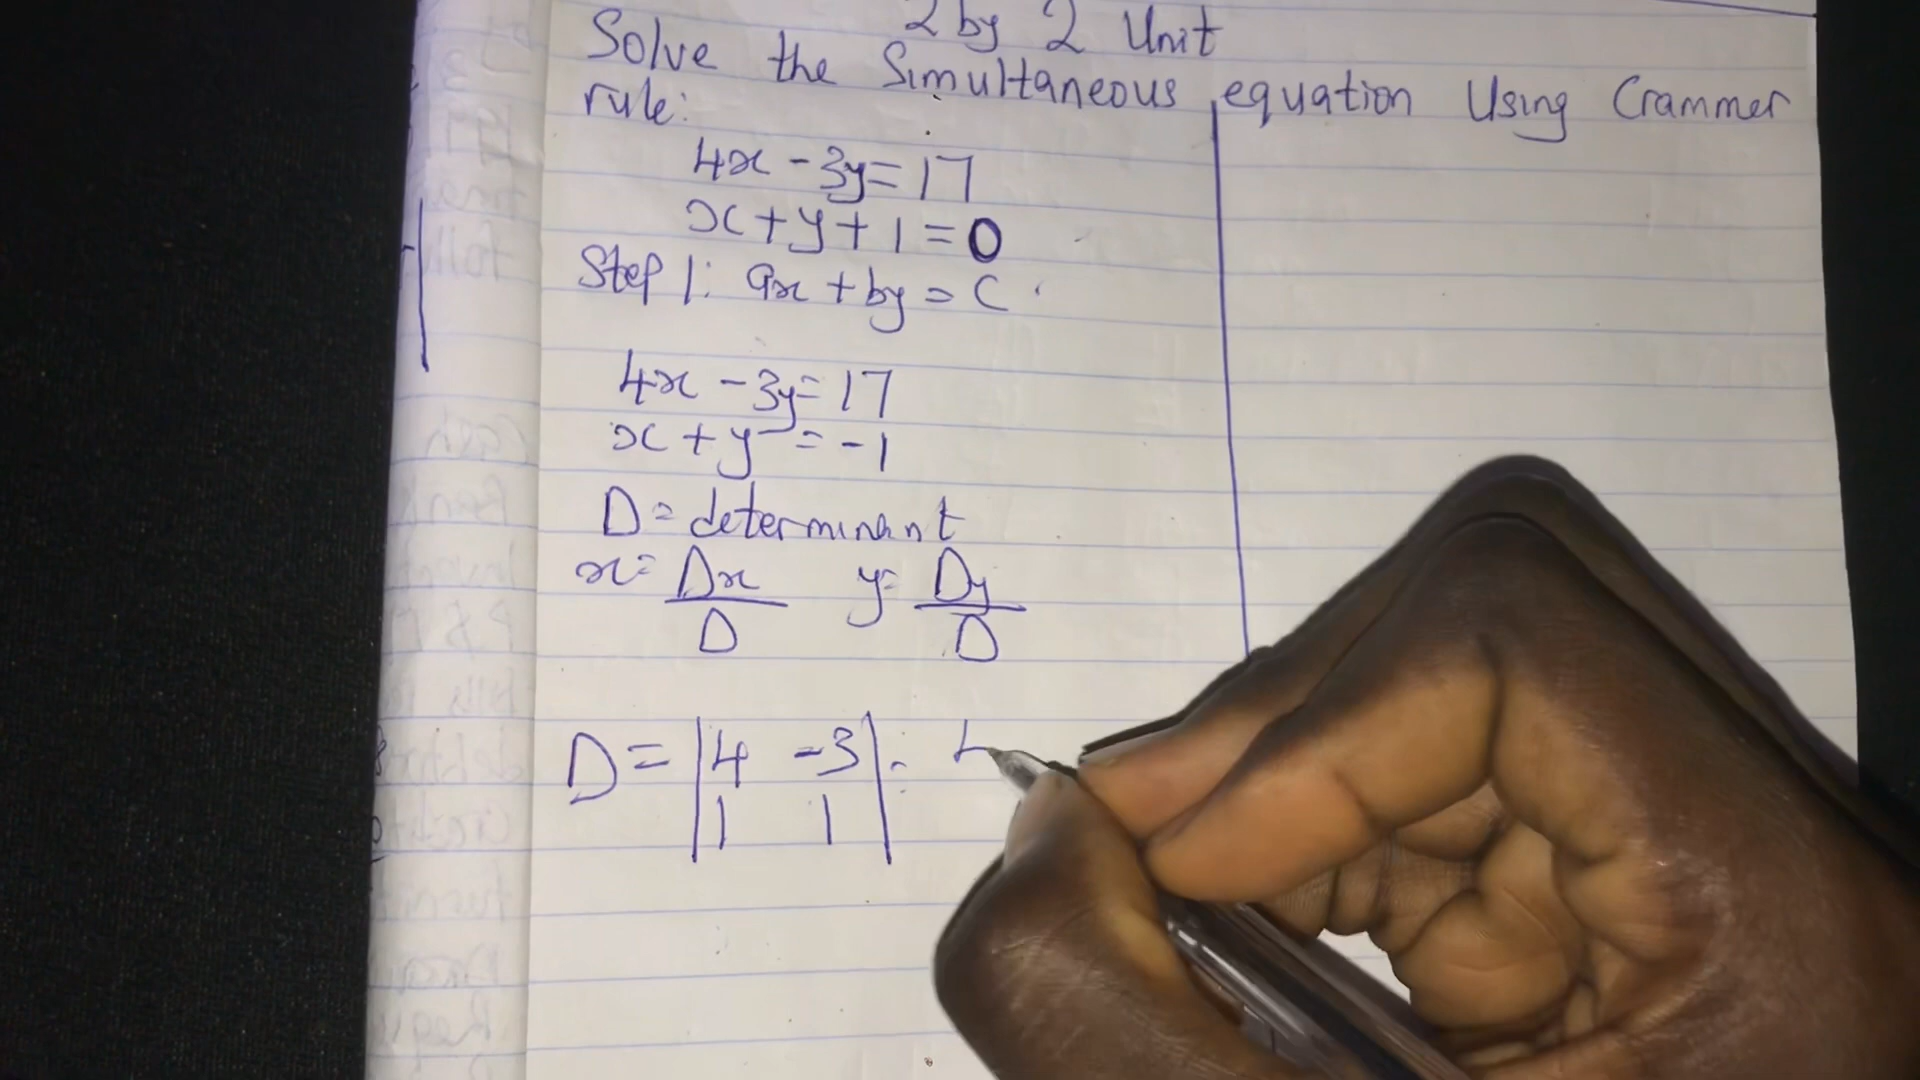 2 by 2 Unit
Solve the Simultaneous equation Using Crammer
rule:
4x - 3y = 17
x + y + 1 = 0
Step 1: ax + by = C
4x - 3y = 17
x + y = -1
D = determinant
x = Dx/D y = Dy/D
D = |4 -3| =
|1 1|